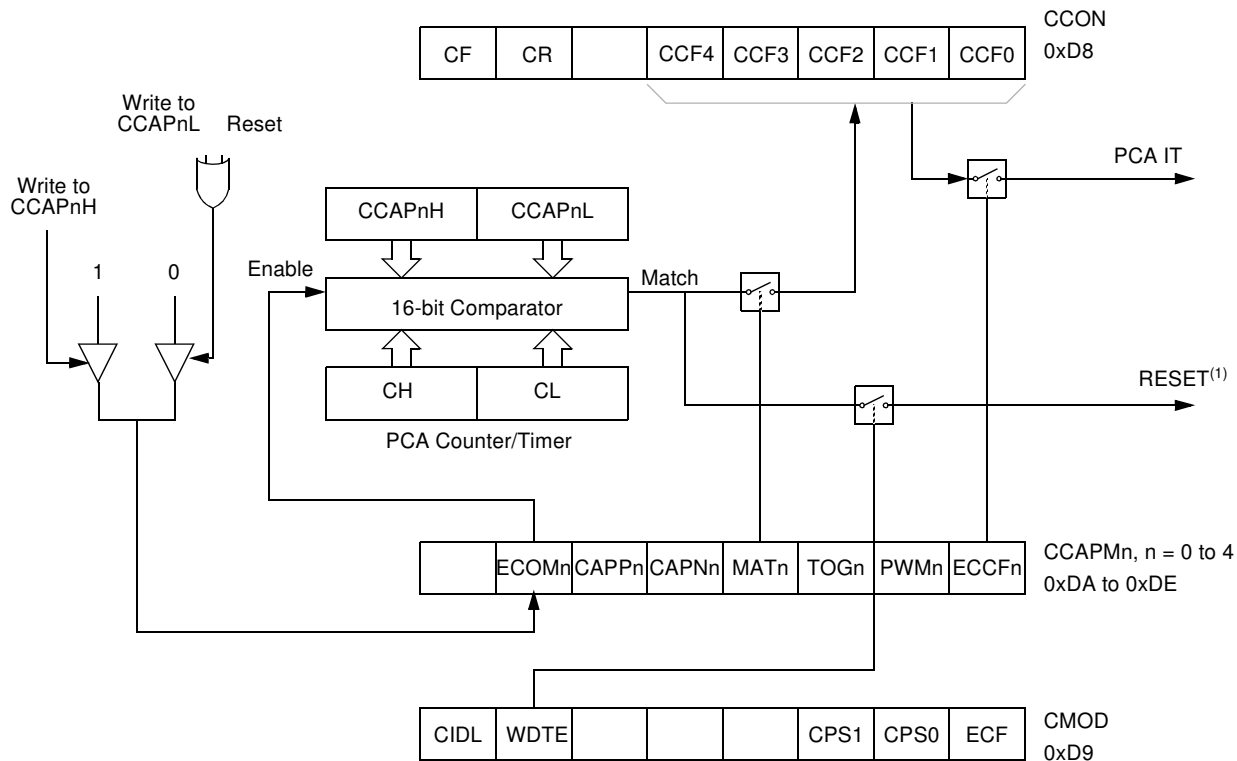 CCON
CF CR CCF4 CCF3 CCF2 CCF1 CCF0
0xD8
Write to
CCAPnL
Reset
PCA IT
Write to
CCAPnH
CCAPnH CCAPnL
1 0
Enable
Match
16-bit Comparator
RESET(1)
CH CL
PCA Counter/Timer
ECOMn CAPPn CAPNn MATn TOGn PWMn ECCFn
CCAPMn, n = 0 to 4
0xDA to 0xDE
CIDL WDTE CPS1 CPS0 ECF
CMOD
0xD9